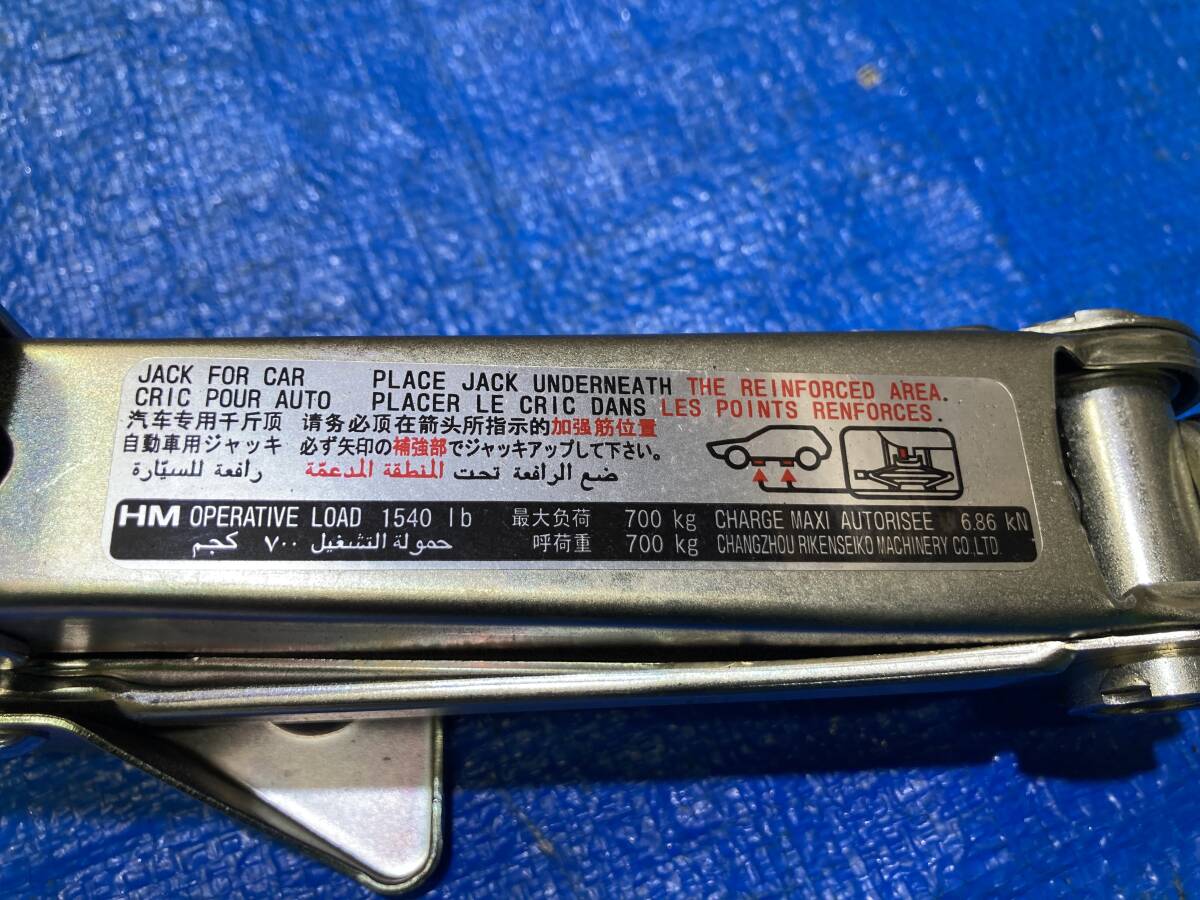 JACK FOR CAR PLACE JACK UNDERNEATH THE REINFORCED AREA.
CRIC POUR AUTO PLACER LE CRIC DANS LES POINTS RENFORCES.
汽车专用千斤顶 请务必顶在箭头所指示的加强筋位置
自動車用ジャッキ 必ず矢印の補強部でジャッキアップして下さい。
رافعة للسيّارة ضع الرافعة تحت المنطقة المدعمّة
HM OPERATIVE LOAD 1540 lb 最大负荷 700 kg CHARGE MAXI AUTORISEE 6.86 kN
حمولة التشغيل ٧٠٠ كجم 呼荷重 700 kg CHANGZHOU RIKENSEIKO MACHINERY CO.LTD.